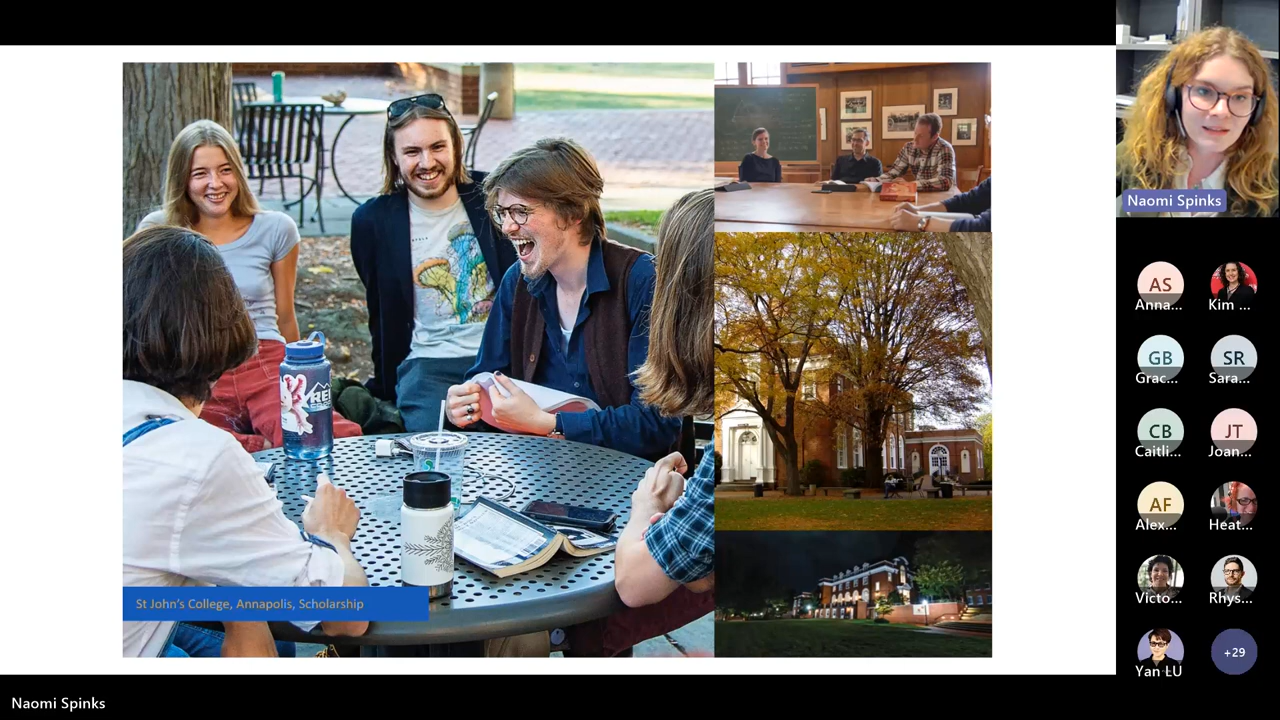 St John's College, Annapolis, Scholarship
REI
Naomi Spinks
AS
Anna...
Kim ...
GB
Grac...
SR
Sara...
CB
Caitli...
JT
Joan...
AF
Alex...
Heat...
Victo...
Rhys...
Yan LU
+29
Naomi Spinks